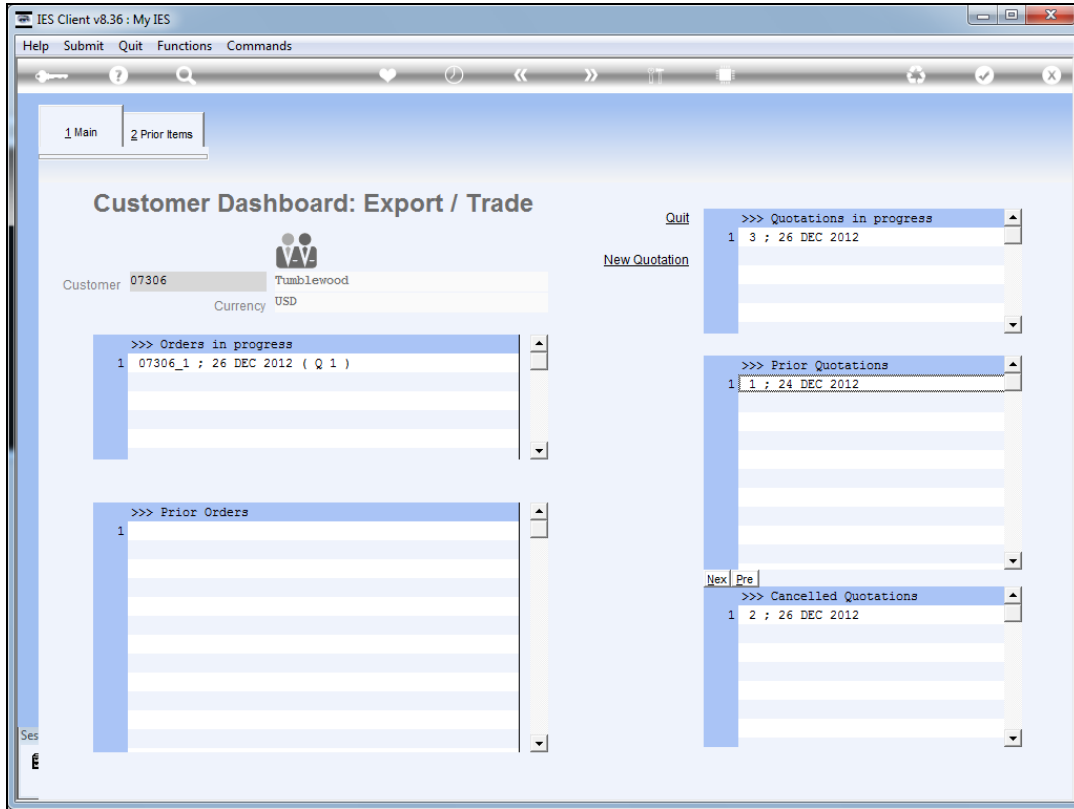 IES Client v8.36 : My IES
Help Submit Quit Functions Commands
1 Main
2 Prior Items
Customer Dashboard: Export / Trade
Quit
New Quotation
Customer 07306 Tumblewood
Currency USD
>>> Orders in progress
1 07306_1 ; 26 DEC 2012 ( Q 1 )
>>> Prior Orders
1
>>> Quotations in progress
1 3 ; 26 DEC 2012
>>> Prior Quotations
1 1 ; 24 DEC 2012
Nex Pre
>>> Cancelled Quotations
1 2 ; 26 DEC 2012
Ses